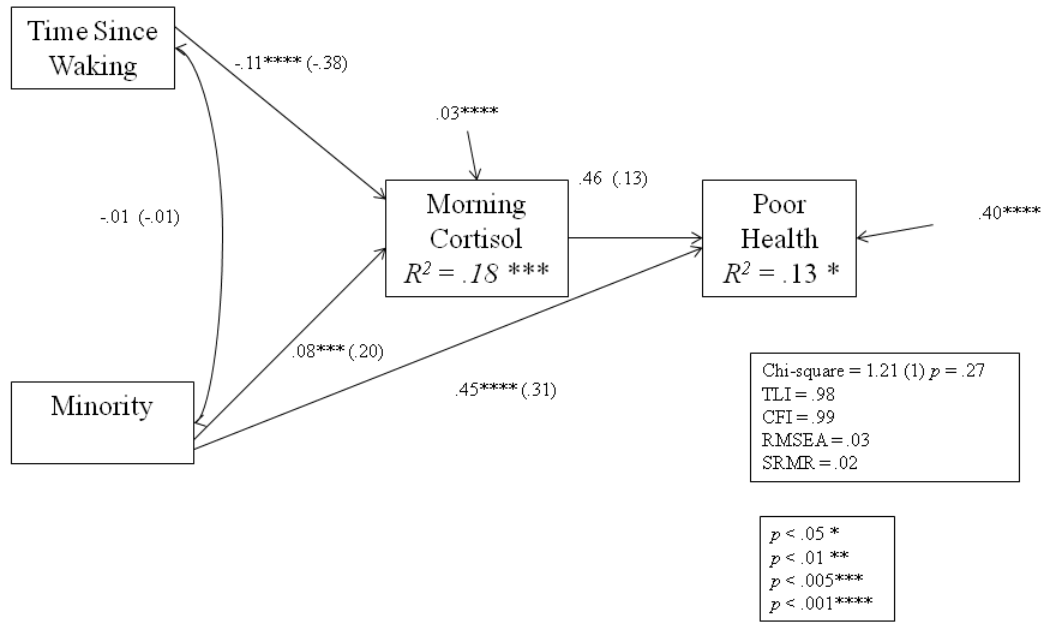 Time Since
Waking
-.11**** (-.38)
.03****
-.01 (-.01)
Morning
Cortisol
R² = .18 ***
.46 (.13)
Poor
Health
R² = .13 *
.40****
.08*** (.20)
.45**** (.31)
Minority
Chi-square = 1.21 (1) p = .27
TLI = .98
CFI = .99
RMSEA = .03
SRMR = .02
p < .05 *
p < .01 **
p < .005***
p < .001****